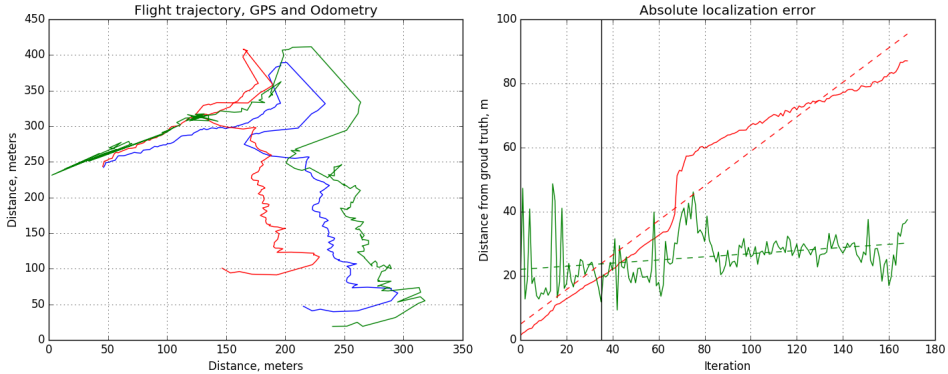 Flight trajectory, GPS and Odometry
Distance, meters
450
400
350
300
250
200
150
100
50
0
0 50 100 150 200 250 300 350
Distance, meters
Absolute localization error
Distance from groud truth, m
100
80
60
40
20
0
0 20 40 60 80 100 120 140 160 180
Iteration